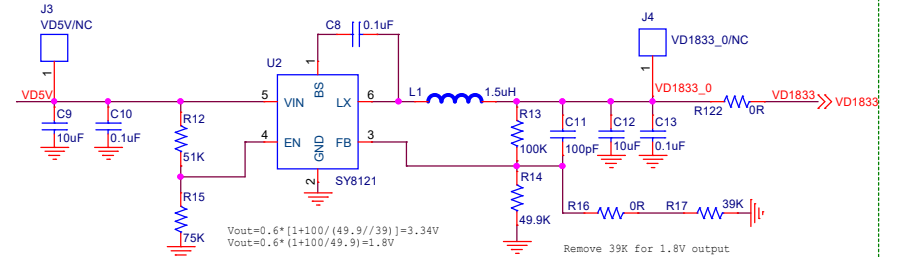 J3
VD5V/NC
1
VD5V
C9
10uF
C10
0.1uF
R12
51K
R15
75K
C8
0.1uF
U2
1
BS
5
VIN
LX
6
4
EN
FB
3
GND
2
SY8121
L1
1.5uH
R13
100K
C11
100pF
C12
10uF
C13
0.1uF
J4
VD1833_0/NC
1
VD1833_0
R122
0R
VD1833
VD1833
R14
49.9K
R16
0R
R17
39K
Vout=0.6*[1+100/(49.9//39)]=3.34V
Vout=0.6*(1+100/49.9)=1.8V
Remove 39K for 1.8V output